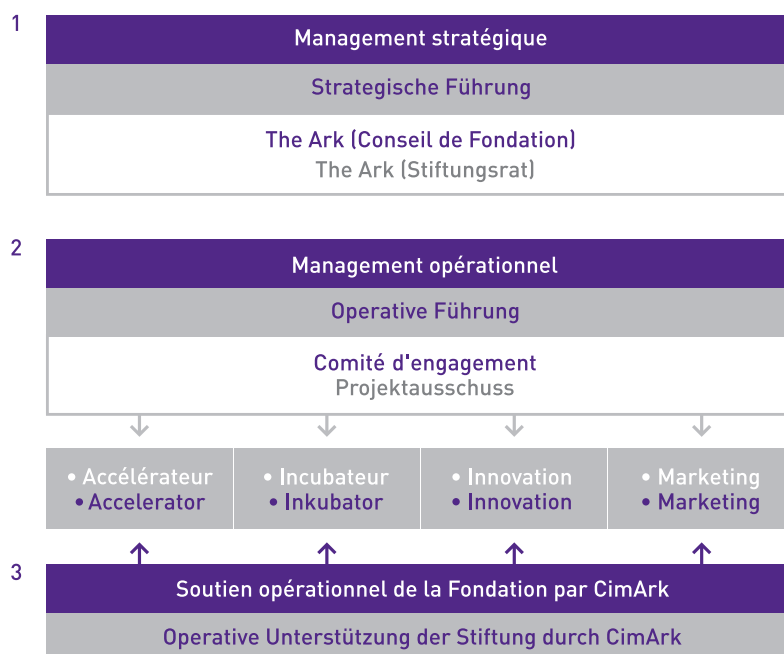 1
Management stratégique
Strategische Führung
The Ark (Conseil de Fondation)
The Ark (Stiftungsrat)
2
Management opérationnel
Operative Führung
Comité d'engagement
Projektausschuss
• Accélérateur
• Accelerator
• Incubateur
• Inkubator
• Innovation
• Innovation
• Marketing
• Marketing
3
Soutien opérationnel de la Fondation par CimArk
Operative Unterstützung der Stiftung durch CimArk